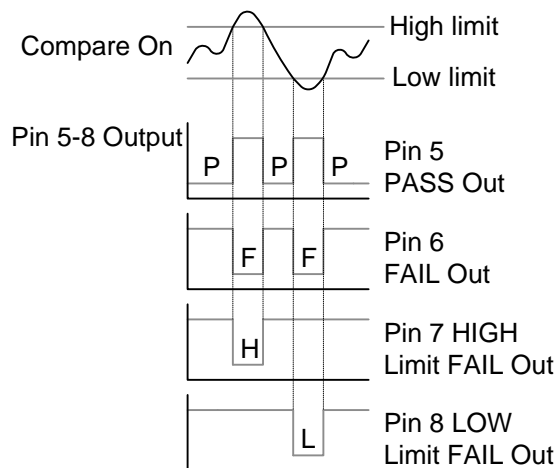 High limit
Compare On
Low limit
Pin 5-8 Output
P P P
Pin 5
PASS Out
F F
Pin 6
FAIL Out
H
Pin 7 HIGH
Limit FAIL Out
L
Pin 8 LOW
Limit FAIL Out